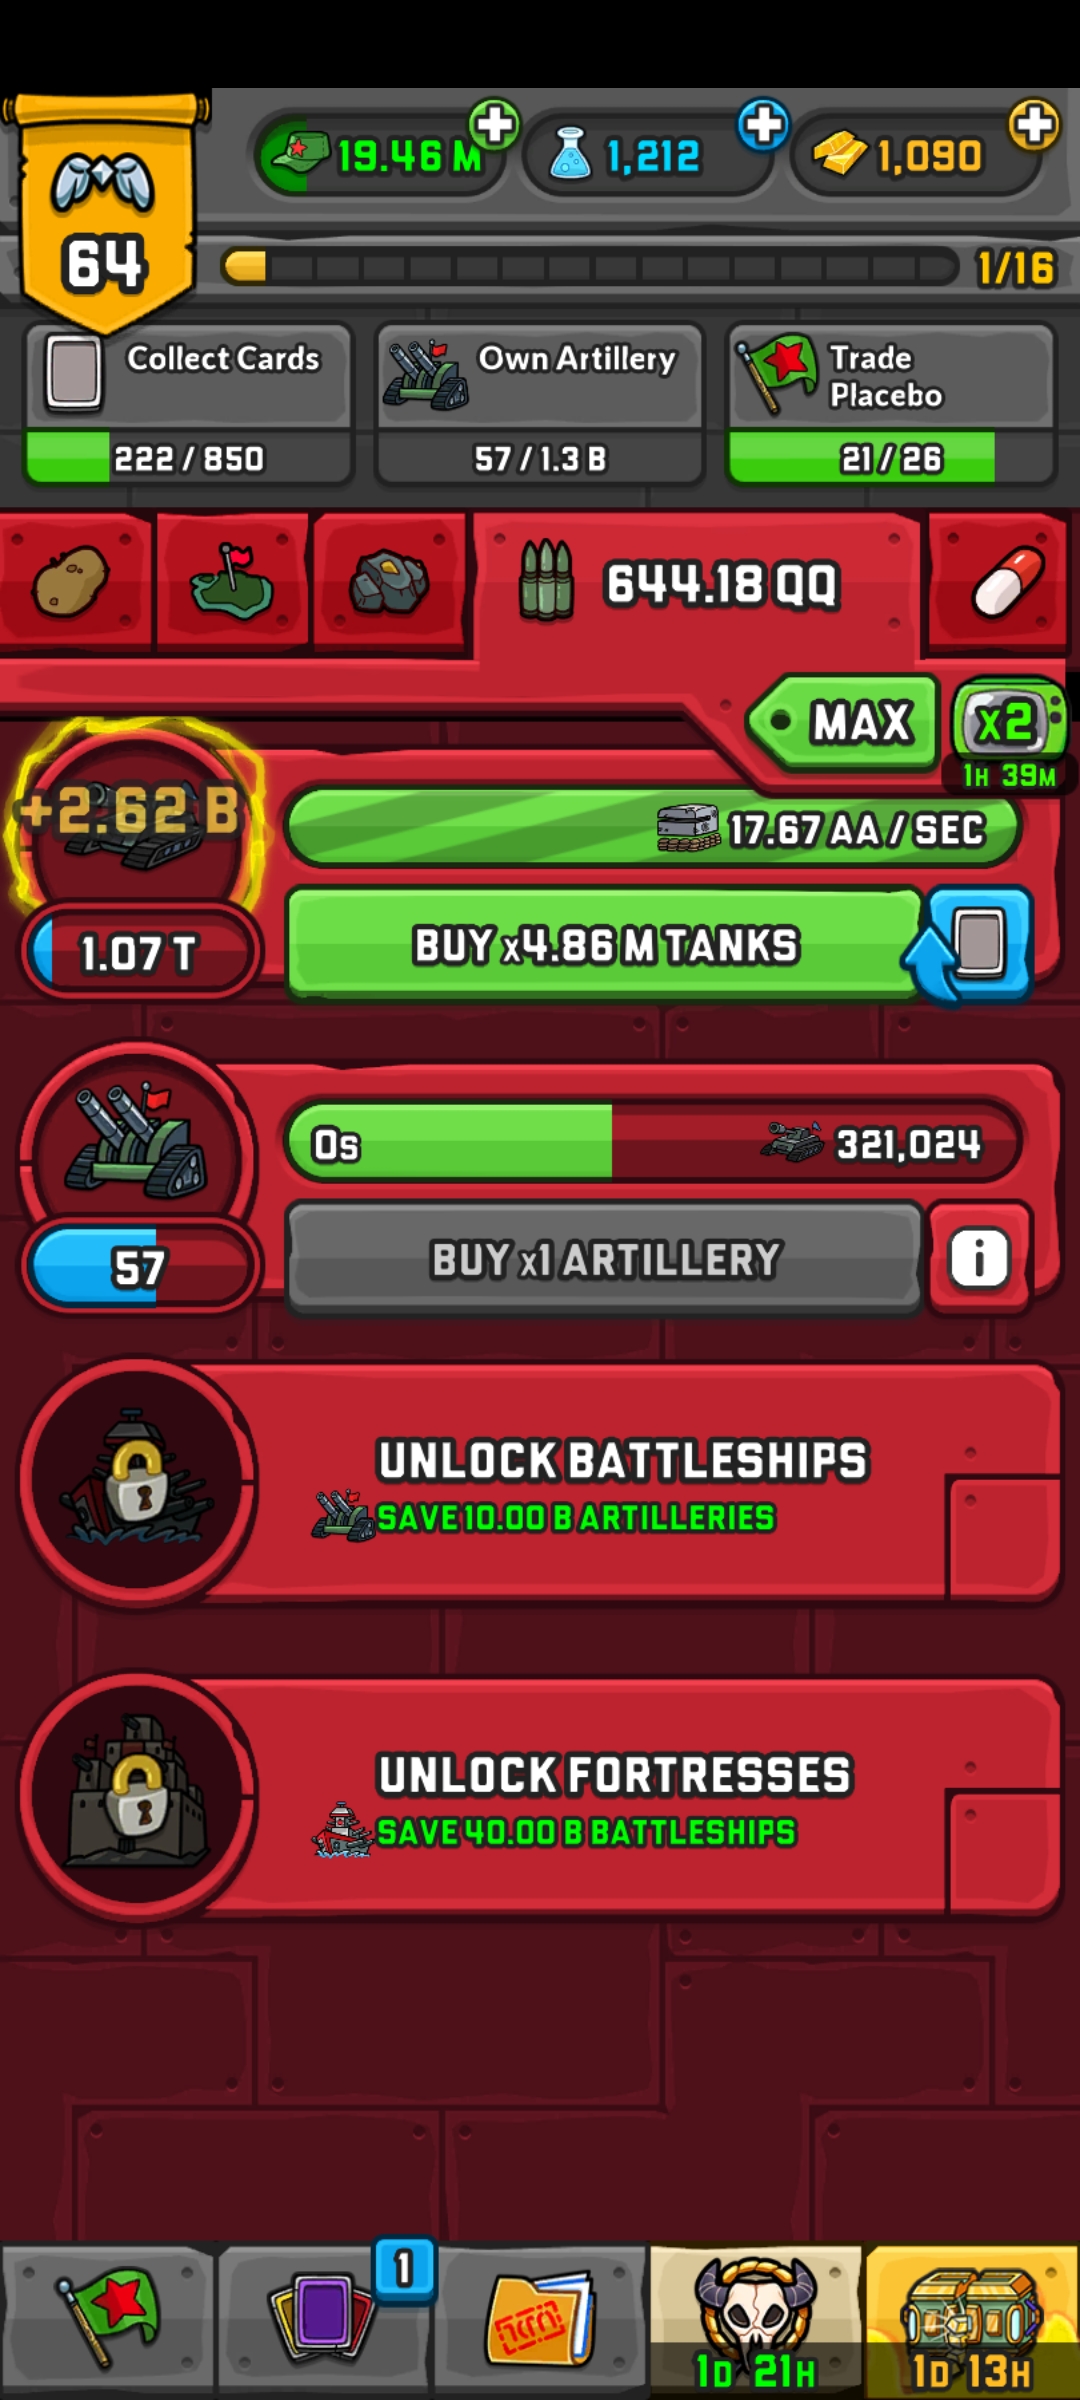 19.46 M
1,212
1,090
64
1/16
Collect Cards
222 / 850
Own Artillery
57 / 1.3 B
Trade
Placebo
21 / 26
644.18 QQ
MAX
x2
1H 39M
+2.62 B
17.67 AA / SEC
1.07 T
BUY x4.86 M TANKS
0s
321,024
57
BUY x1 ARTILLERY
i
UNLOCK BATTLESHIPS
SAVE 10.00 B ARTILLERIES
UNLOCK FORTRESSES
SAVE 40.00 B BATTLESHIPS
1
1D 21H
1D 13H